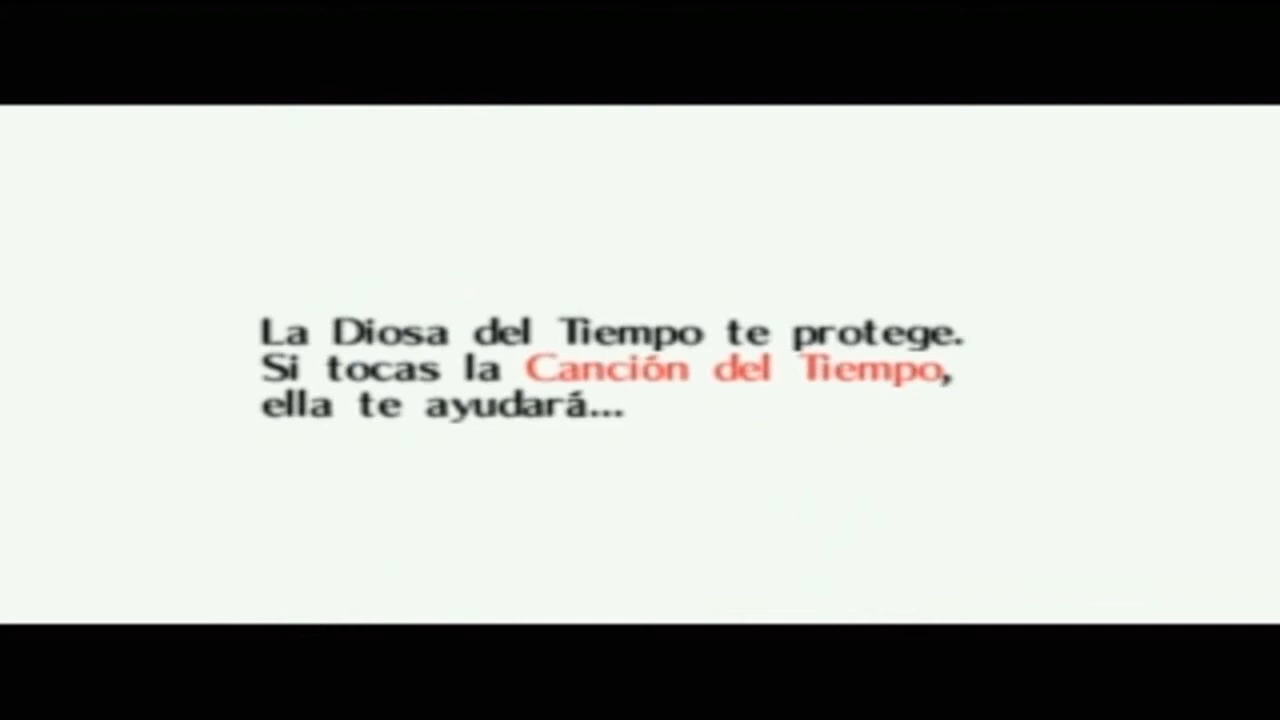 La Diosa del Tiempo te protege.
Si tocas la Canción del Tiempo,
ella te ayudará...